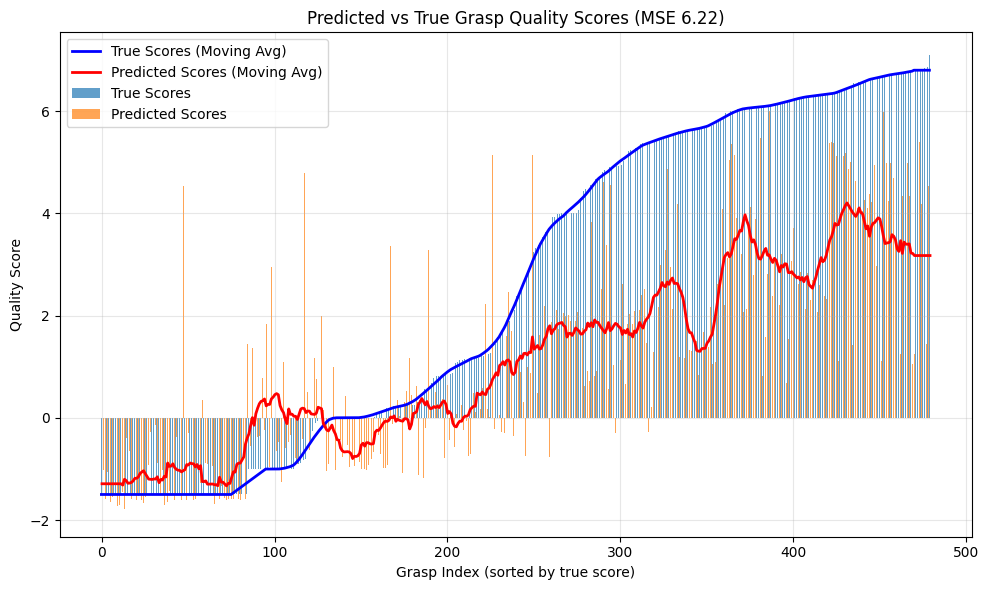 Predicted vs True Grasp Quality Scores (MSE 6.22)
True Scores (Moving Avg)
Predicted Scores (Moving Avg)
True Scores
Predicted Scores
Quality Score
6
4
2
0
−2
0 100 200 300 400 500
Grasp Index (sorted by true score)